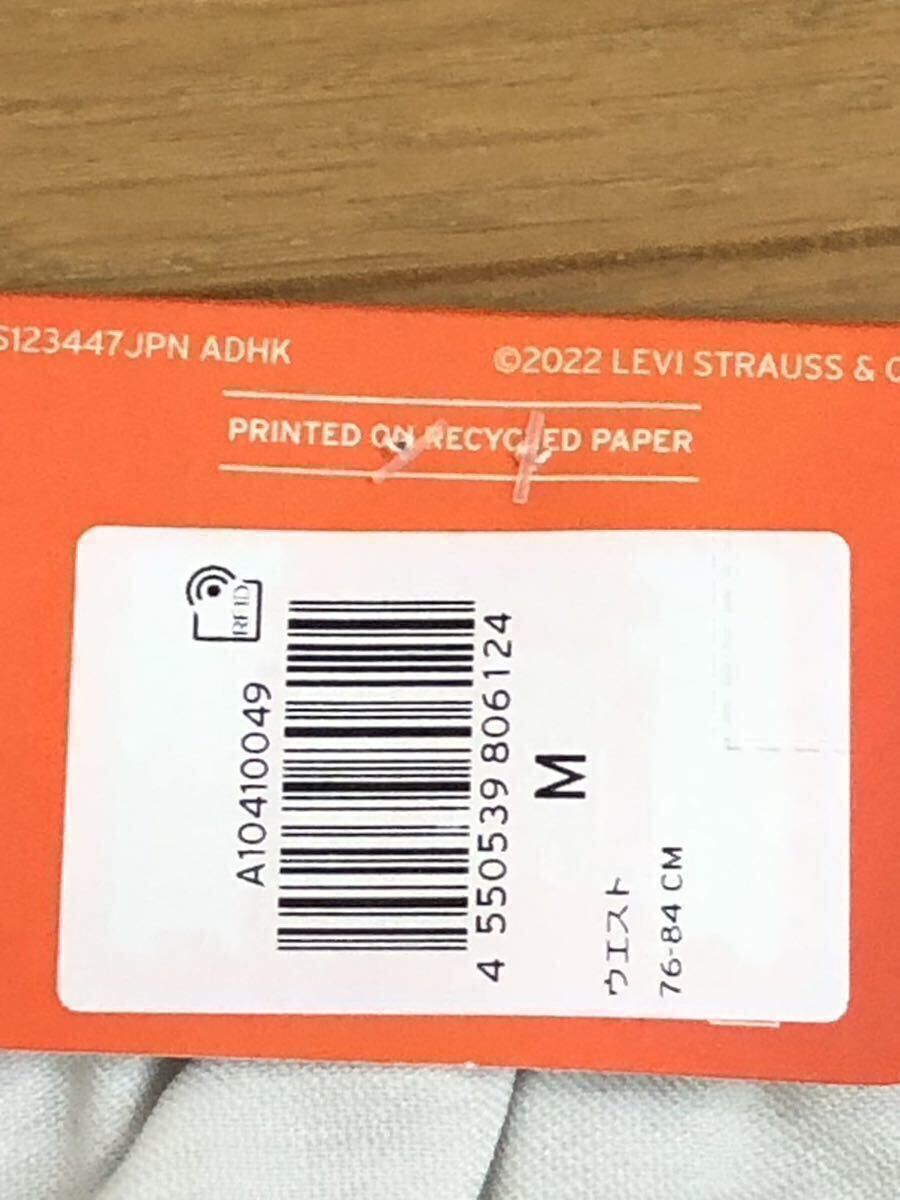 S123447JPN ADHK
©2022 LEVI STRAUSS & C
PRINTED ON RECYCLED PAPER
RFID
A10410049
4 550539 806124
M
ウエスト
76-84 CM